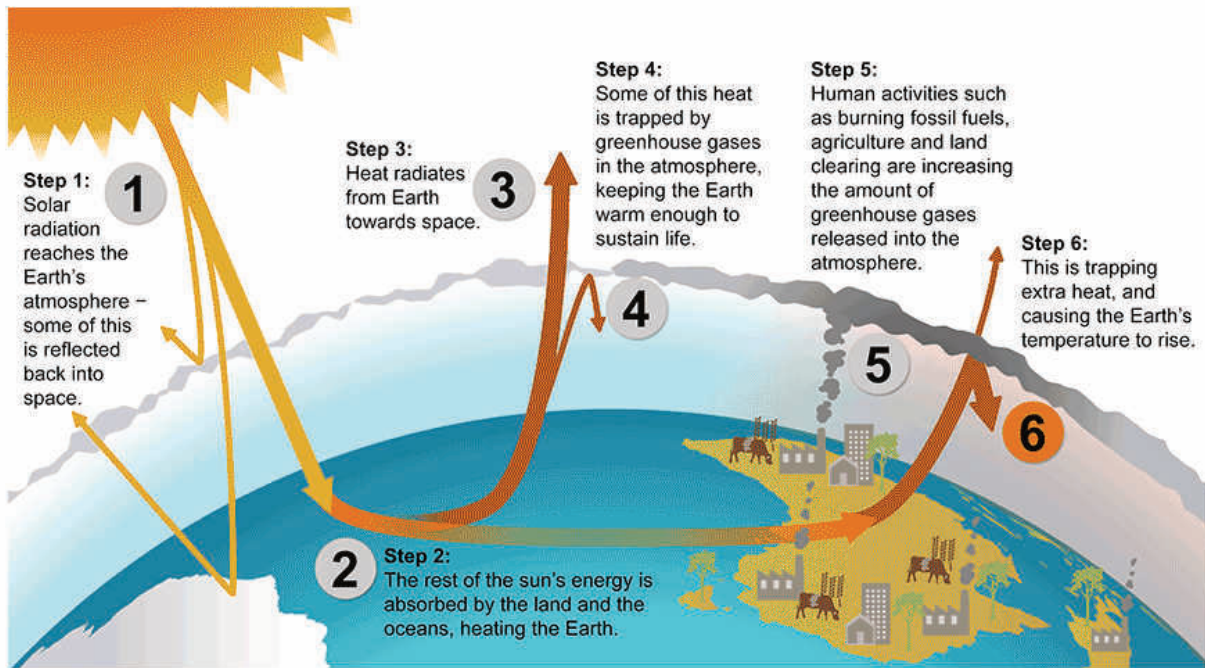 Step 1:
Solar
radiation
reaches the
Earth's
atmosphere –
some of this
is reflected
back into
space.
1
2
Step 2:
The rest of the sun's energy is
absorbed by the land and the
oceans, heating the Earth.
Step 3:
Heat radiates
from Earth
towards space.
3
Step 4:
Some of this heat
is trapped by
greenhouse gases
in the atmosphere,
keeping the Earth
warm enough to
sustain life.
4
Step 5:
Human activities such
as burning fossil fuels,
agriculture and land
clearing are increasing
the amount of
greenhouse gases
released into the
atmosphere.
5
Step 6:
This is trapping
extra heat, and
causing the Earth's
temperature to rise.
6